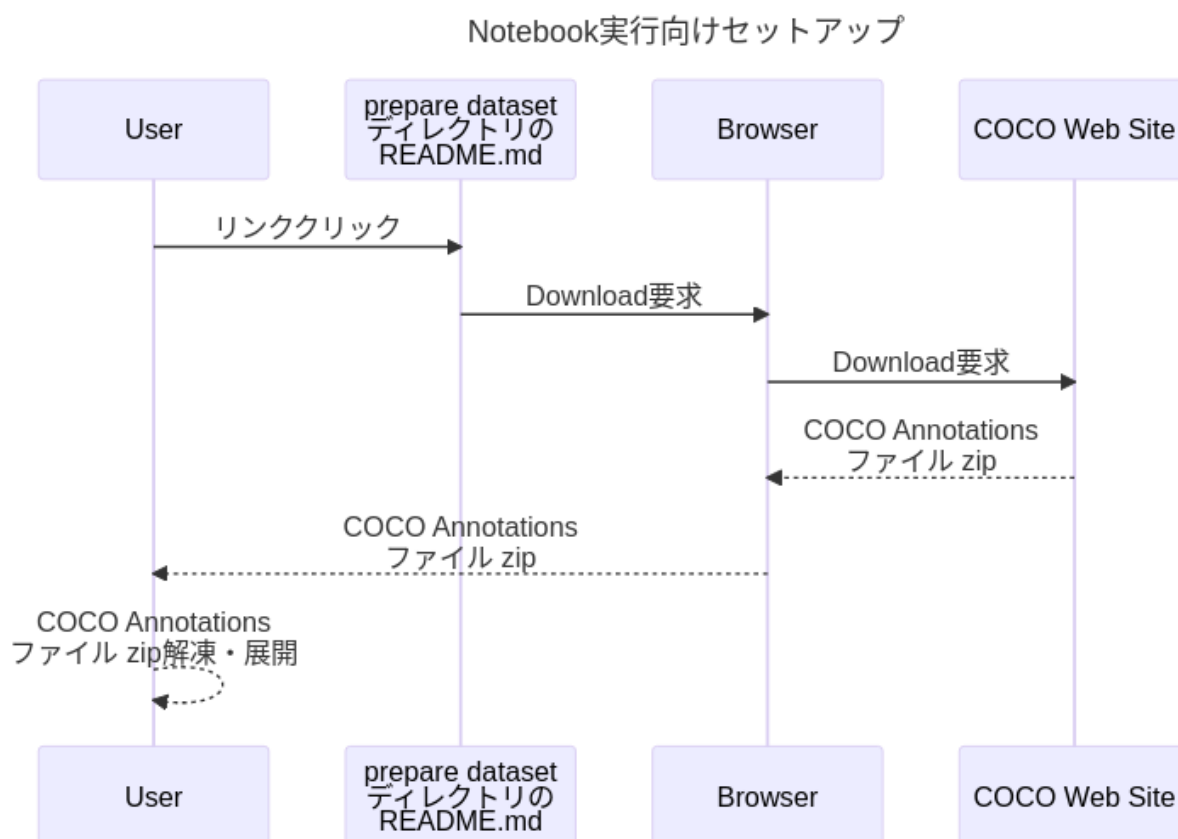 Notebook実行向けセットアップ
User
prepare dataset
ディレクトリの
README.md
Browser
COCO Web Site
リンククリック
Download要求
Download要求
COCO Annotations
ファイル zip
COCO Annotations
ファイル zip
COCO Annotations
ファイル zip解凍・展開
User
prepare dataset
ディレクトリの
README.md
Browser
COCO Web Site